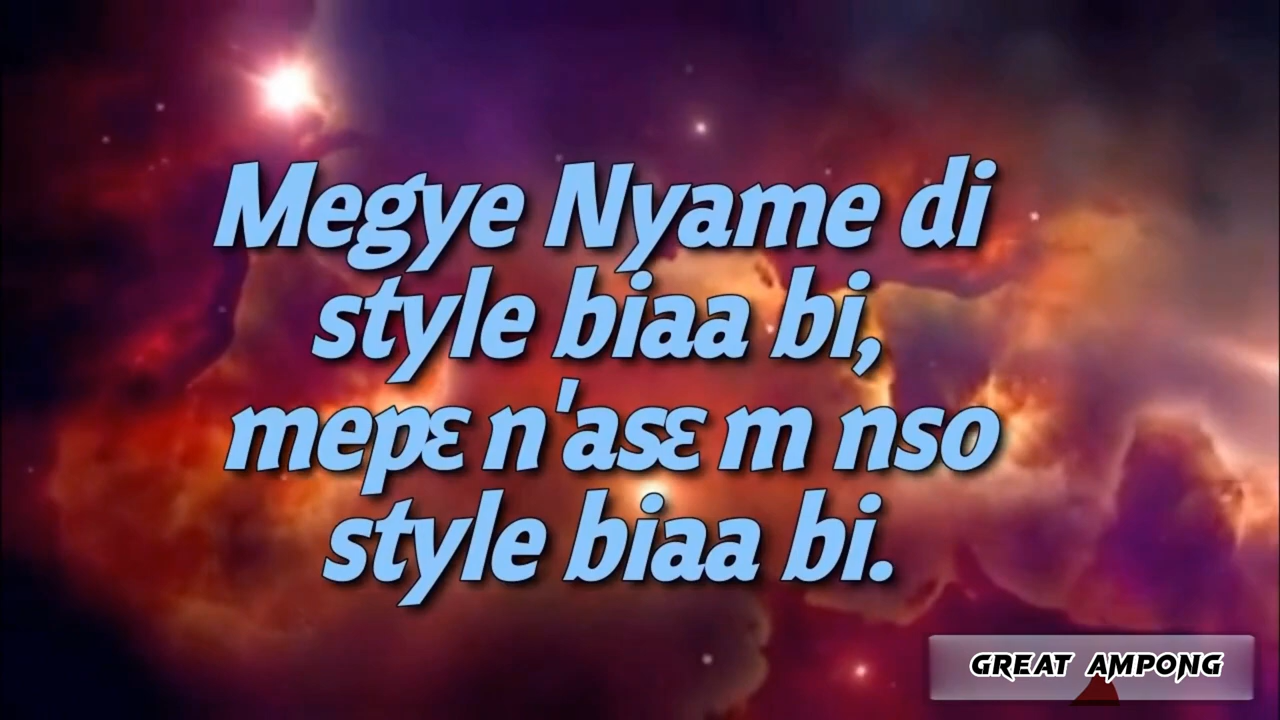 Megye Nyame di
style biaa bi,
mepɛ n'asɛ m nso
style biaa bi.
GREAT AMPONG